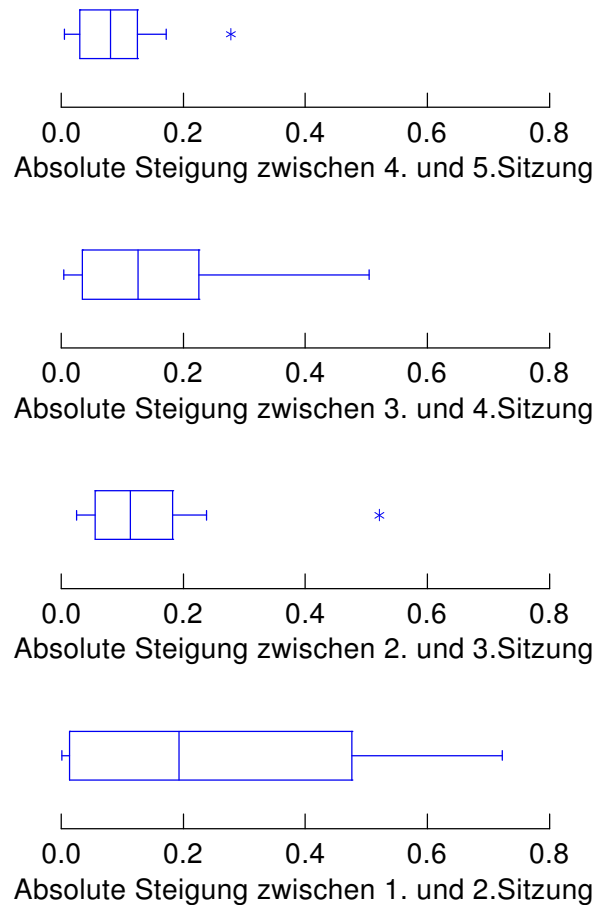 0.0 0.2 0.4 0.6 0.8
Absolute Steigung zwischen 4. und 5.Sitzung
0.0 0.2 0.4 0.6 0.8
Absolute Steigung zwischen 3. und 4.Sitzung
0.0 0.2 0.4 0.6 0.8
Absolute Steigung zwischen 2. und 3.Sitzung
0.0 0.2 0.4 0.6 0.8
Absolute Steigung zwischen 1. und 2.Sitzung